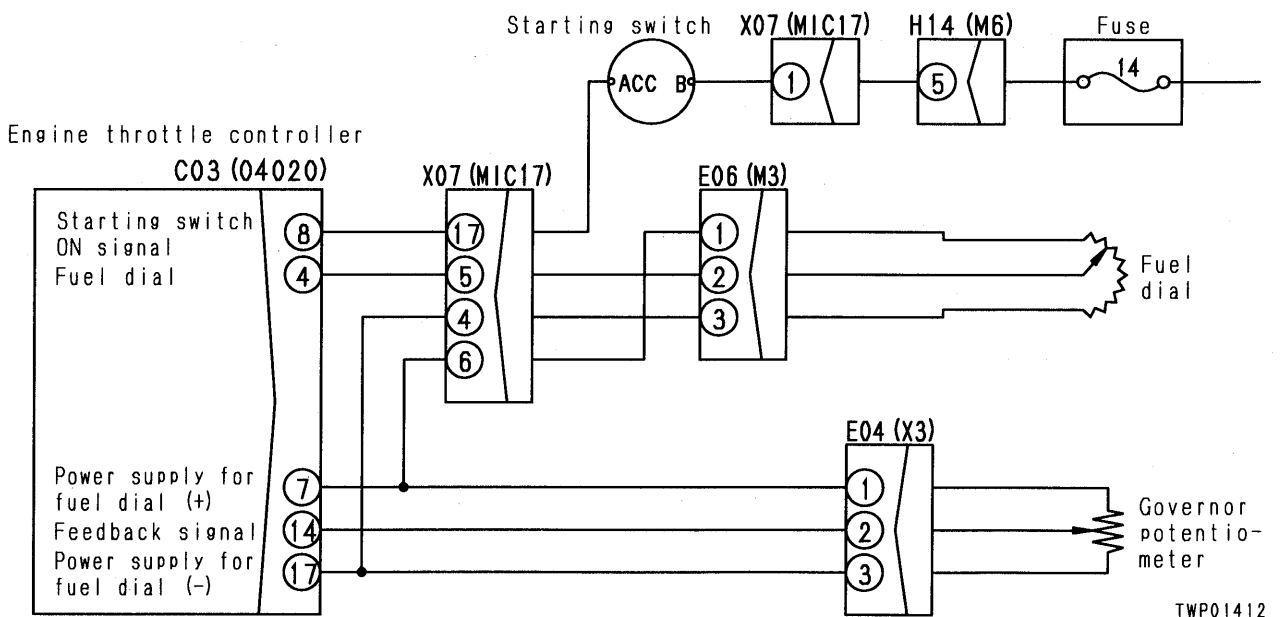 Starting switch X07 (MIC17) H14 (M6) Fuse
ACC B 1 5 14
Engine throttle controller
C03 (04020) X07 (MIC17) E06 (M3)
Starting switch
ON signal
8 17 1
Fuel dial
4 5 2
Fuel
dial
4 3
6
E04 (X3)
Power supply for
fuel dial (+)
7 1
Feedback signal
14 2
Governor
potentio-
meter
Power supply for
fuel dial (-)
17 3
TWP01412